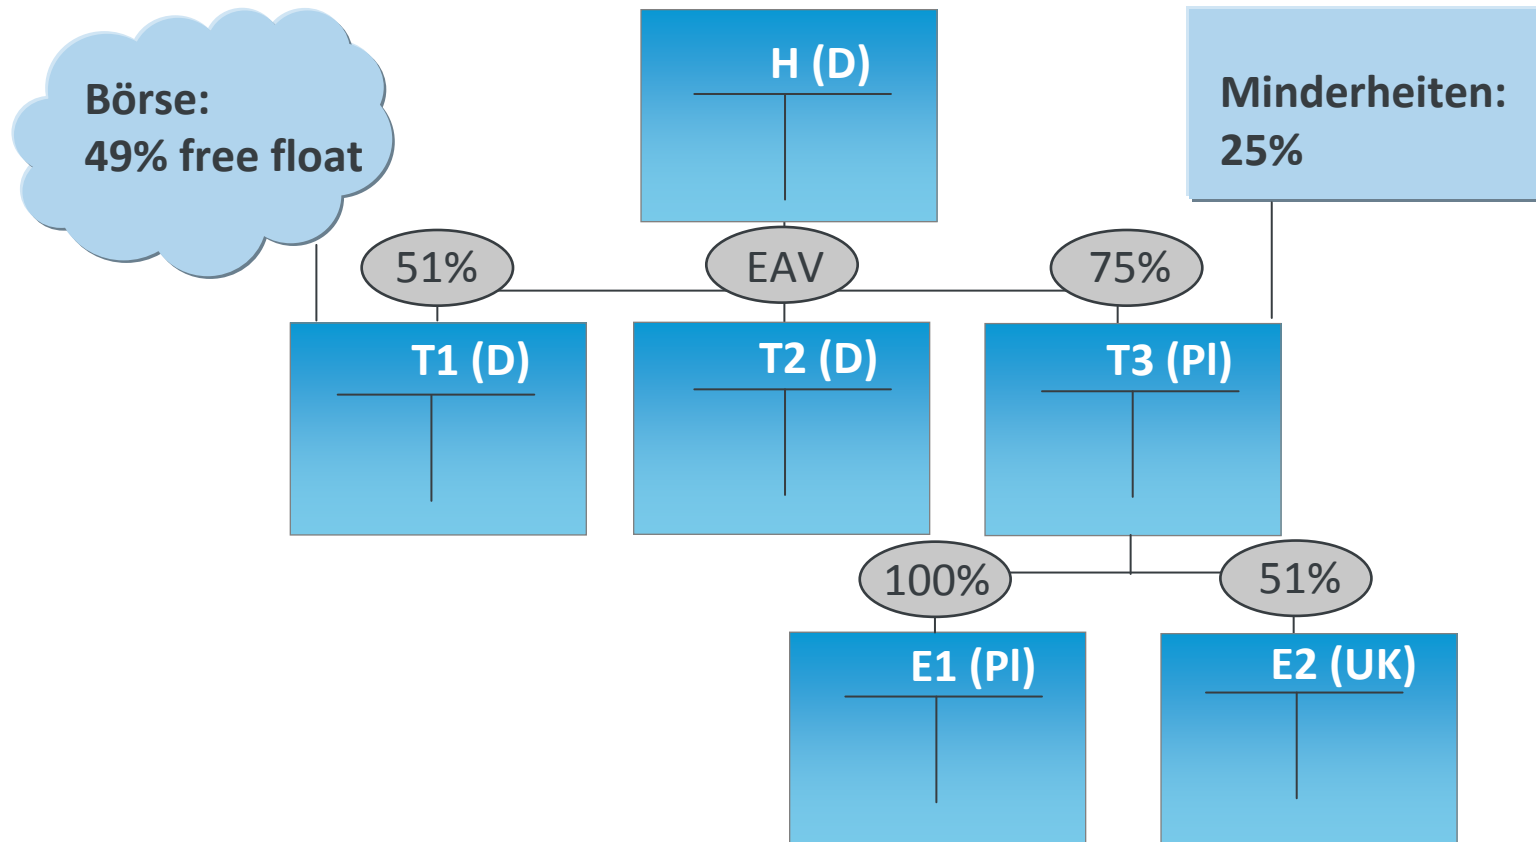 Börse:
49% free float
H (D)
Minderheiten:
25%
51%
EAV
75%
T1 (D)
T2 (D)
T3 (Pl)
100%
51%
E1 (Pl)
E2 (UK)